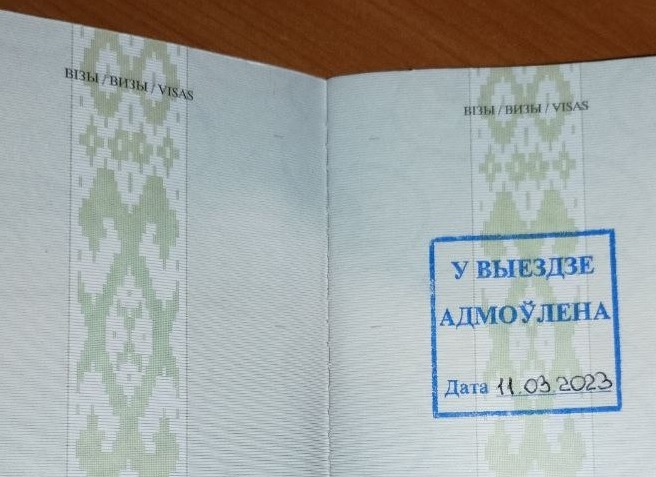 ВІЗЫ / ВИЗЫ / VISAS
ВІЗЫ / ВИЗЫ / VISAS
У ВЫЕЗДЗЕ
АДМОЎЛЕНА
Дата 11.03.2023